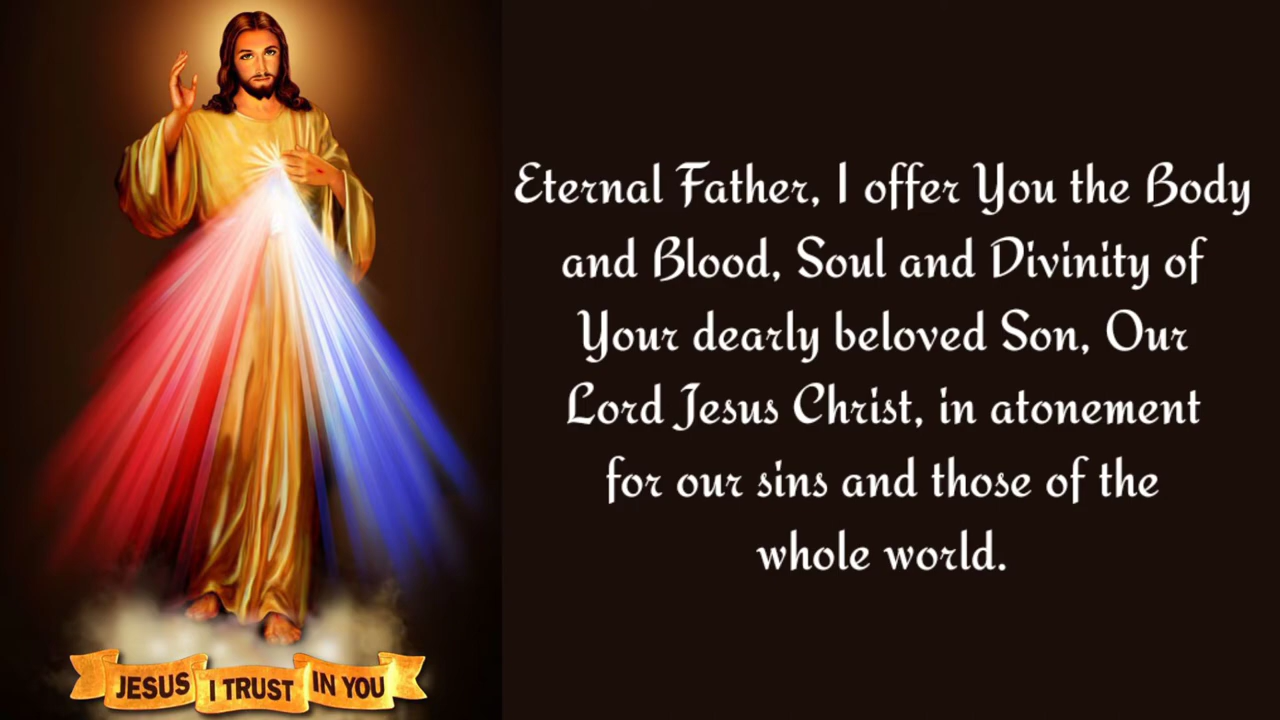 Eternal Father, I offer You the Body
and Blood, Soul and Divinity of
Your dearly beloved Son, Our
Lord Jesus Christ, in atonement
for our sins and those of the
whole world.
JESUS I TRUST IN YOU